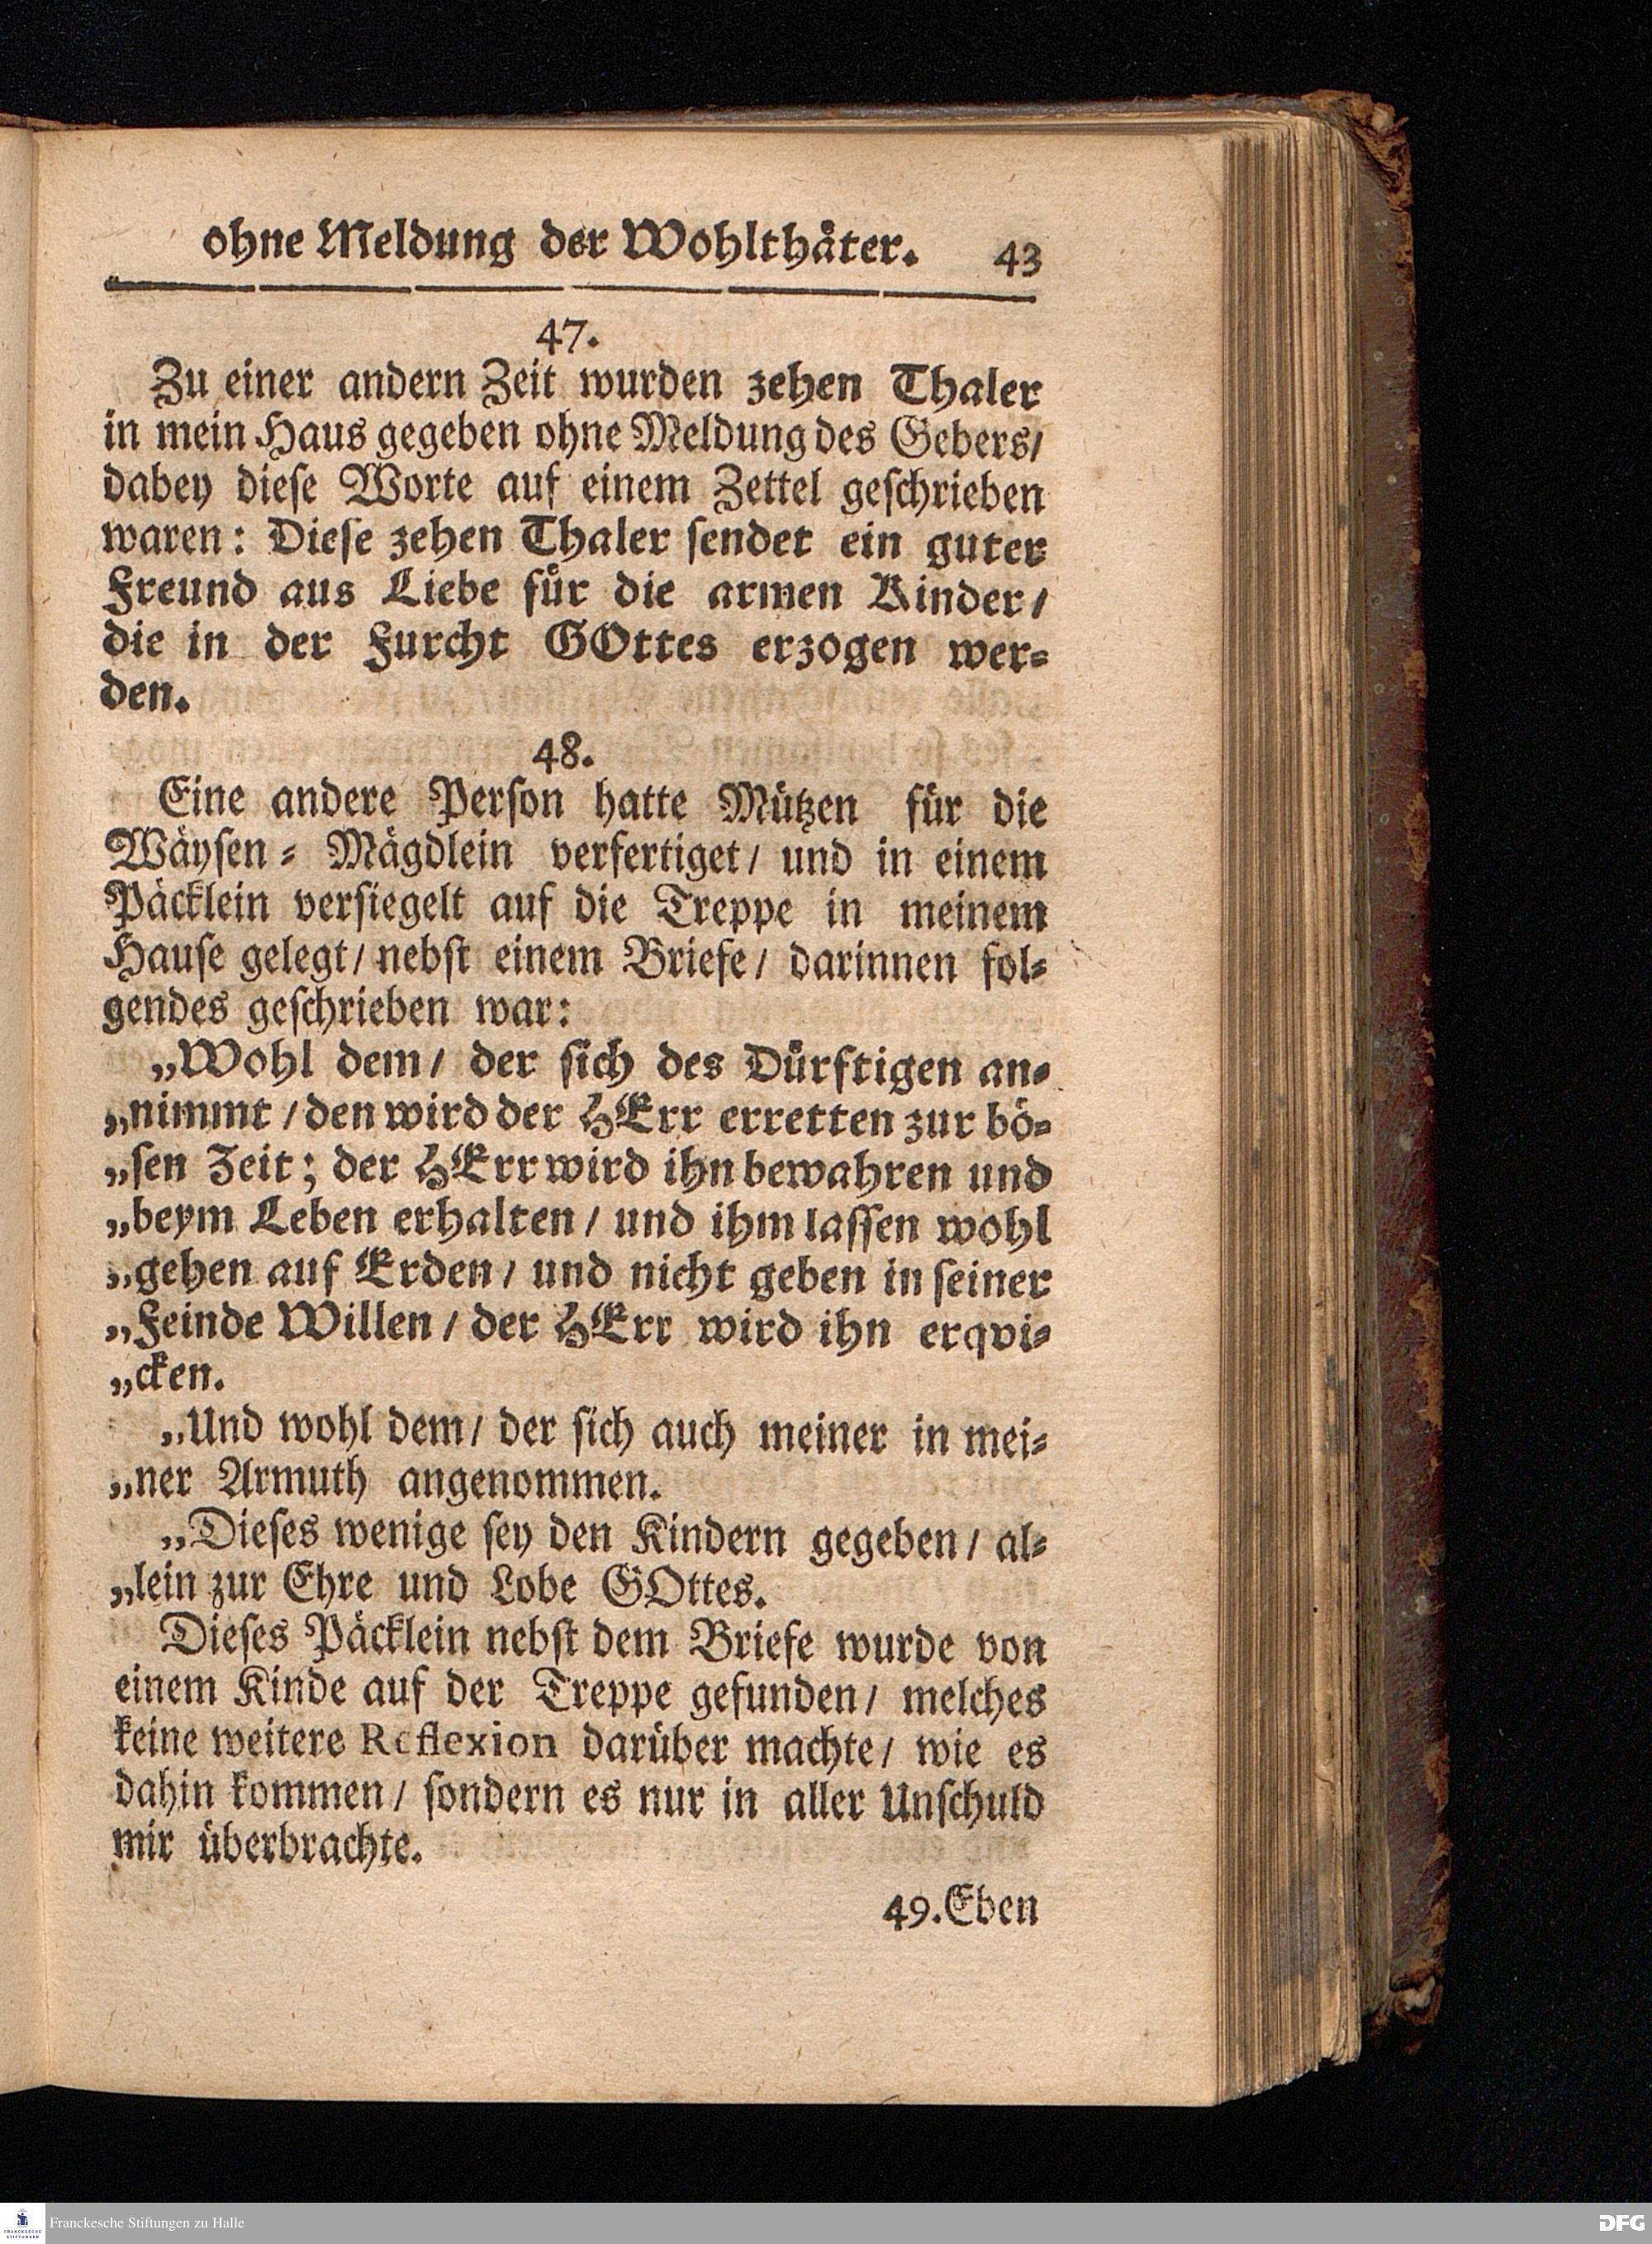 ohne Meldung der Wohlthäter. 43
47.
Zu einer andern Zeit wurden zehen Thaler
in mein Haus gegeben ohne Meldung des Gebers/
dabey diese Worte auf einem Zettel geschrieben
waren: Diese zehen Thaler sendet ein guter
Freund aus Liebe für die armen Kinder/
die in der Furcht GOttes erzogen wer-
den.
48.
Eine andere Person hatte Mützen für die
Wäysen-Mägdlein verfertiget/ und in einem
Päcklein versiegelt auf die Treppe in meinem
Hause gelegt/ nebst einem Briefe/ darinnen fol-
gendes geschrieben war:
„Wohl dem/ der sich des Dürftigen an-
„nimmt/ den wird der HErr erretten zur bö-
„sen Zeit; der HErr wird ihn bewahren und
„beym Leben erhalten/ und ihm lassen wohl
„gehen auf Erden/ und nicht geben in seiner
„Feinde Willen/ der HErr wird ihn erqvi-
„cken.
„Und wohl dem/ der sich auch meiner in mei-
„ner Armuth angenommen.
„Dieses wenige sey den Kindern gegeben/ al-
„lein zur Ehre und Lobe GOttes.
Dieses Päcklein nebst dem Briefe wurde von
einem Kinde auf der Treppe gefunden/ melches
keine weitere Reflexion darüber machte/ wie es
dahin kommen/ sondern es nur in aller Unschuld
mir überbrachte.
49. Eben
FRANCKESCHE
STIFTUNGEN
Franckesche Stiftungen zu Halle
DFG